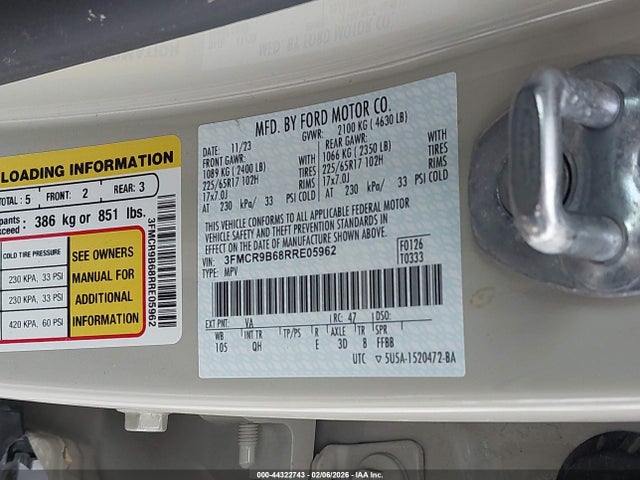 LOADING INFORMATION
TOTAL: 5 FRONT: 2 REAR: 3
pants 386 kg or 851 lbs.
xceed:
COLD TIRE PRESSURE
230 KPA, 33 PSI
230 KPA, 33 PSI
420 KPA, 60 PSI
SEE OWNERS
MANUAL FOR
ADDITIONAL
INFORMATION
3FMCR9B68RRE05962
MFD. BY FORD MOTOR CO.
DATE: 11/23 GVWR: 2100 KG ( 4630 LB)
FRONT GAWR: WITH REAR GAWR: WITH
1089 KG ( 2400 LB) TIRES 1066 KG ( 2350 LB) TIRES
225/65R17 102H RIMS 225/65R17 102H RIMS
17x7.0J 17x7.0J
AT 230 kPa/ 33 PSI COLD AT 230 kPa/ 33 PSI COLD
THIS VEHICLE CONFORMS TO ALL APPLICABLE FEDERAL MOTOR
VEHICLE SAFETY AND THEFT PREVENTION STANDARDS IN
EFFECT ON THE DATE OF MANUFACTURE SHOWN ABOVE.
VIN: 3FMCR9B68RRE05962 F0126
TYPE: MPV T0333
EXT PNT: VA RC: 47 DSO:
WB INT TR TP/PS R AXLE TR SPR
105 QH E 3D 8 FFBB
UTC 5U5A-1520472-BA
000-44322743 - 02/06/2026 - IAA Inc.